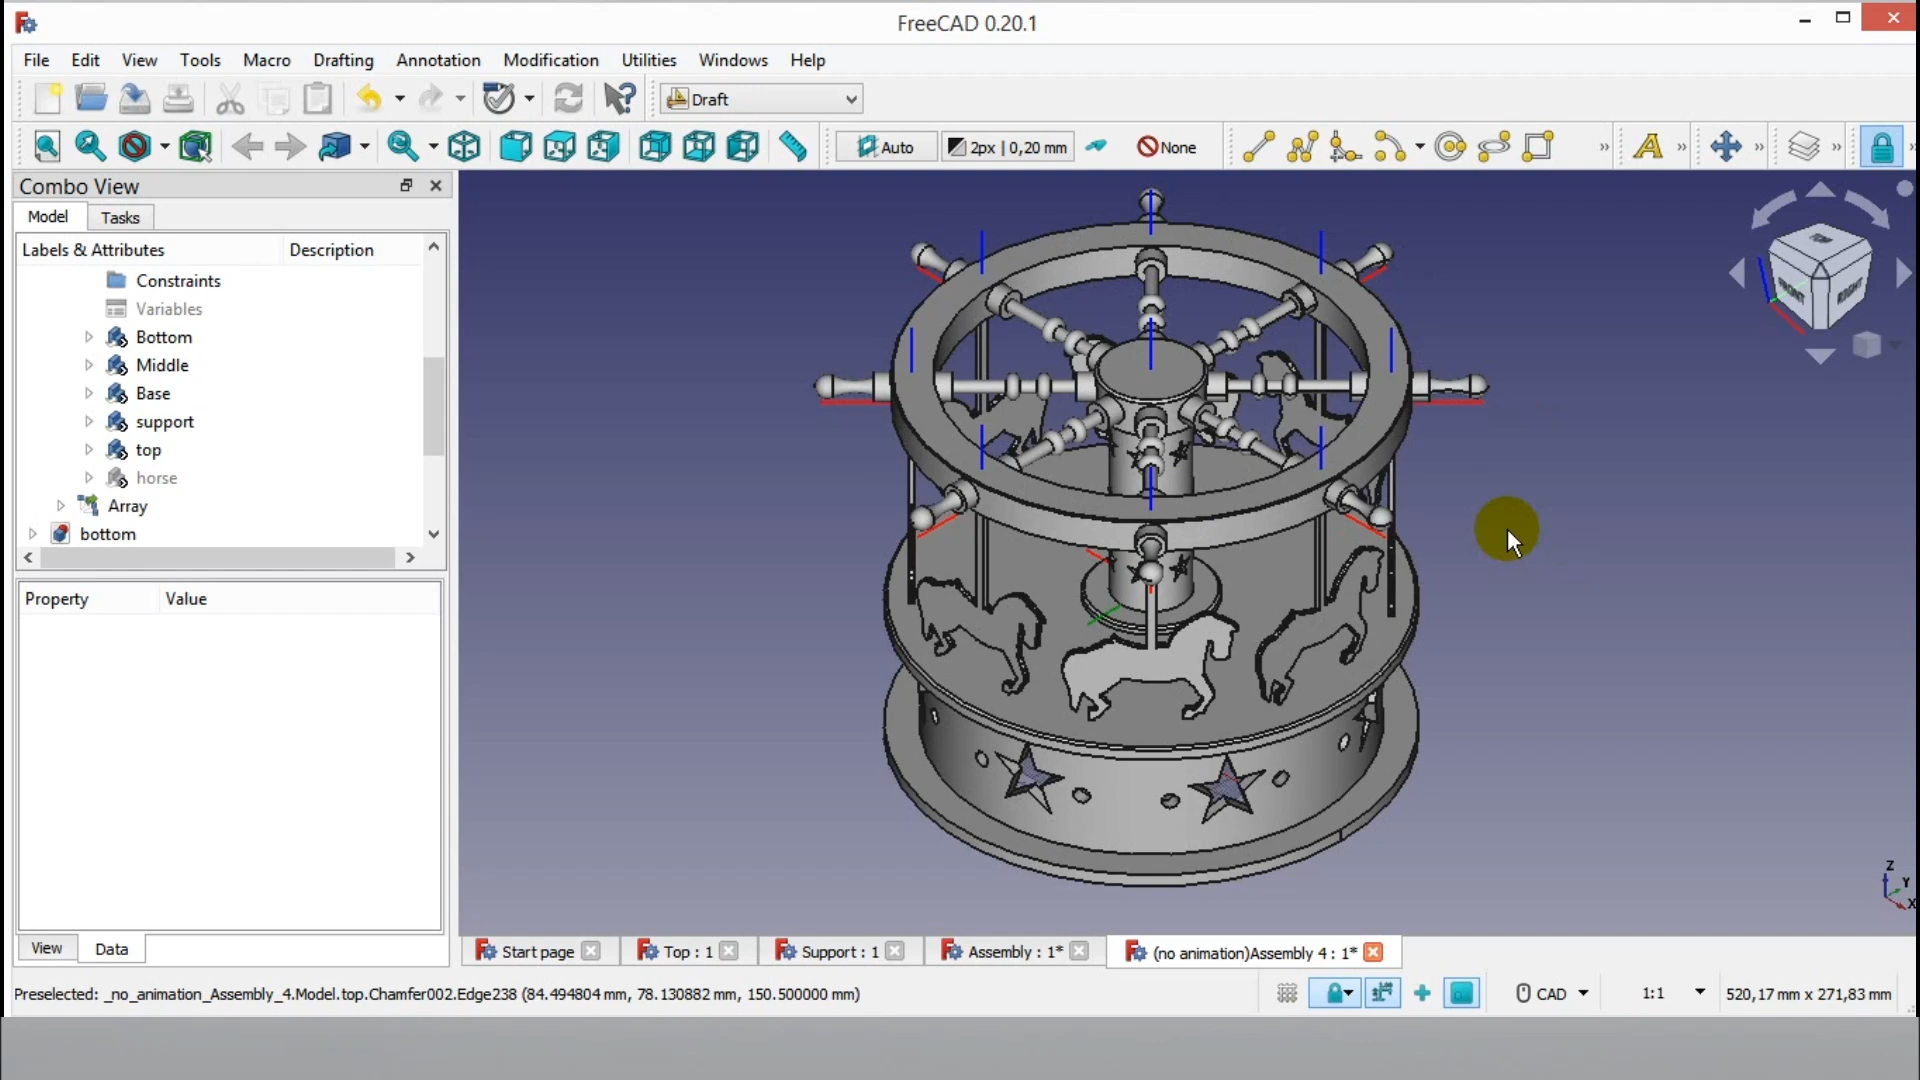 FreeCAD 0.20.1
File Edit View Tools Macro Drafting Annotation Modification Utilities Windows Help
Draft
Auto 2px | 0,20 mm None
Combo View
Model Tasks
Labels & Attributes Description
Constraints
Variables
Bottom
Middle
Base
support
top
horse
Array
bottom
Property Value
View Data
FRONT RIGHT
Z
Y
X
Start page Top : 1 Support : 1 Assembly : 1* (no animation)Assembly 4 : 1*
Preselected: _no_animation_Assembly_4.Model.top.Chamfer002.Edge238 (84.494804 mm, 78.130882 mm, 150.500000 mm) CAD 1:1 520,17 mm x 271,83 mm